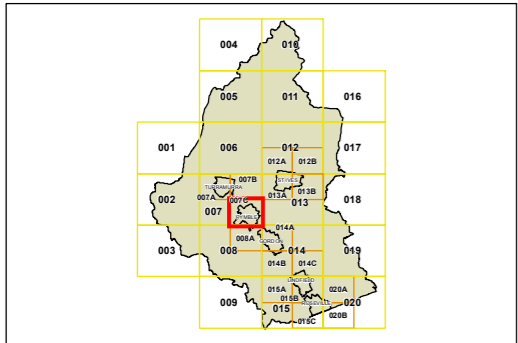 004 010
005 011 016
001 006 012 017
012A 012B
007B ST IVES
TURRAMURRA
002 007A 007C 013A 013B 018
007 PYMBLE 013
014A
008A GORDON
003 008 014 019
014B 014C
LINDFIELD
015A 020A
009 015B ROSEVILLE 020
015 020B
015C